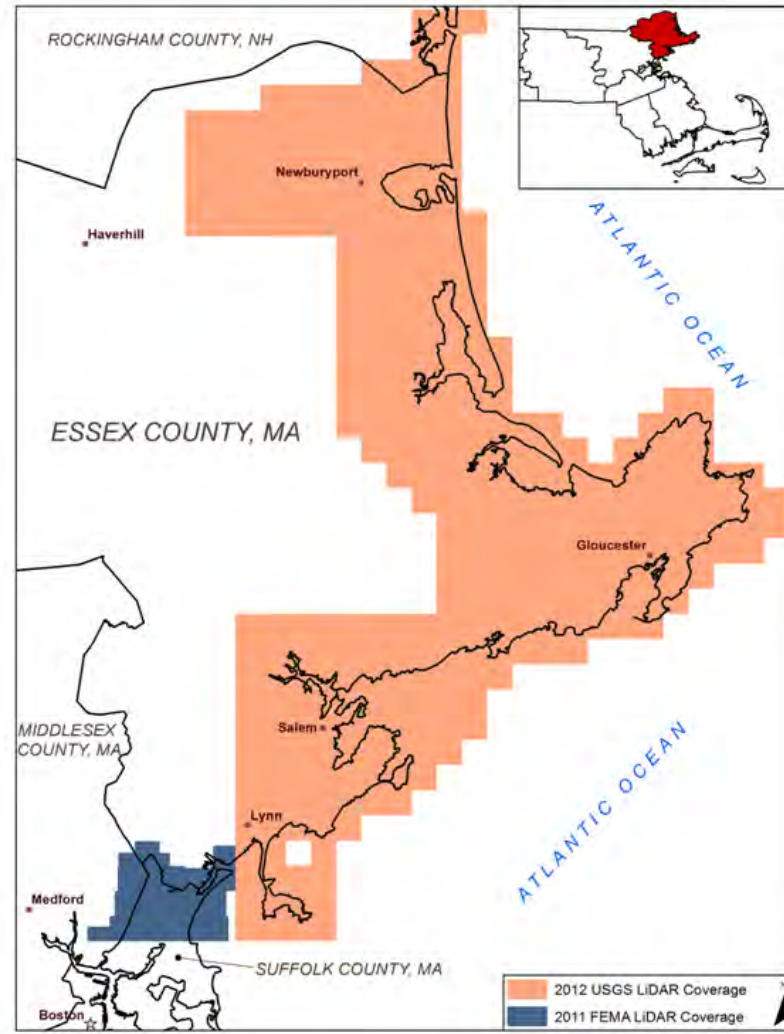 ROCKINGHAM COUNTY, NH
Newburyport
Haverhill
ATLANTIC OCEAN
ESSEX COUNTY, MA
Gloucester
MIDDLESEX
COUNTY, MA
Salem
ATLANTIC OCEAN
Lynn
Medford
SUFFOLK COUNTY, MA
Boston
2012 USGS LiDAR Coverage
2011 FEMA LiDAR Coverage